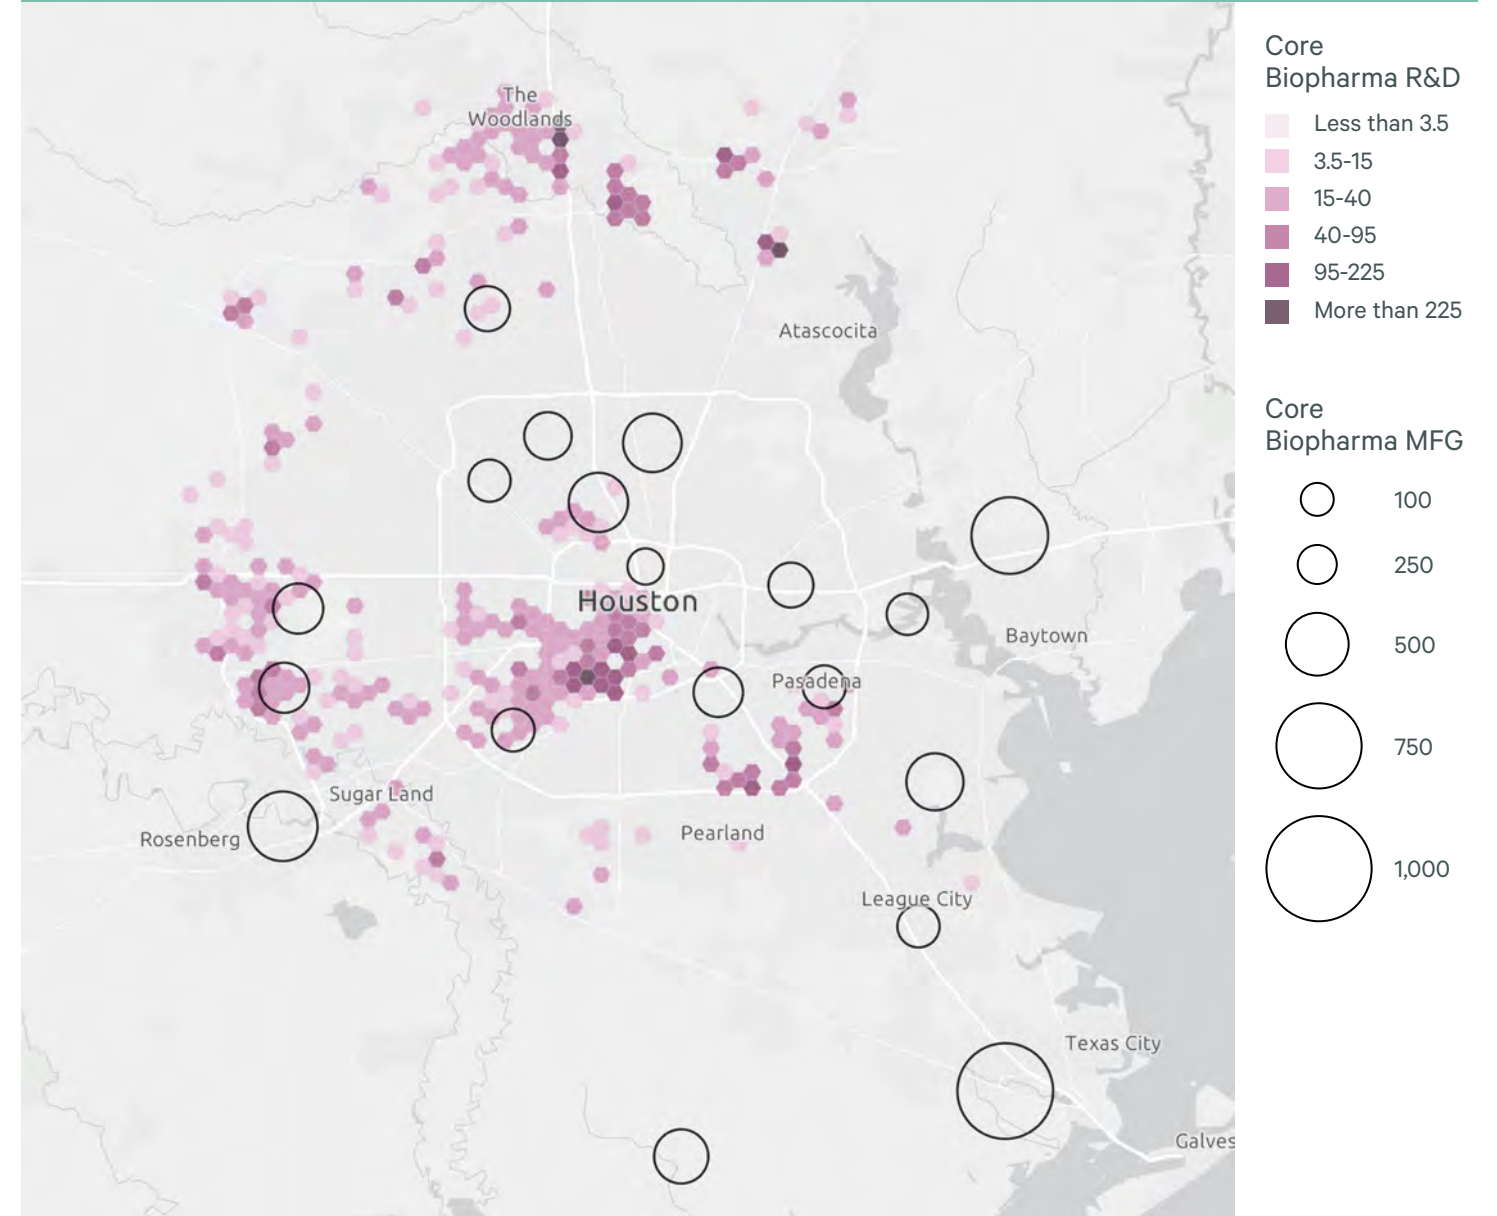 The
Woodlands
Atascocita
Houston
Baytown
Pasadena
Sugar Land
Rosenberg
Pearland
League City
Texas City
Galves
Core
Biopharma R&D
Less than 3.5
3.5-15
15-40
40-95
95-225
More than 225
Core
Biopharma MFG
100
250
500
750
1,000